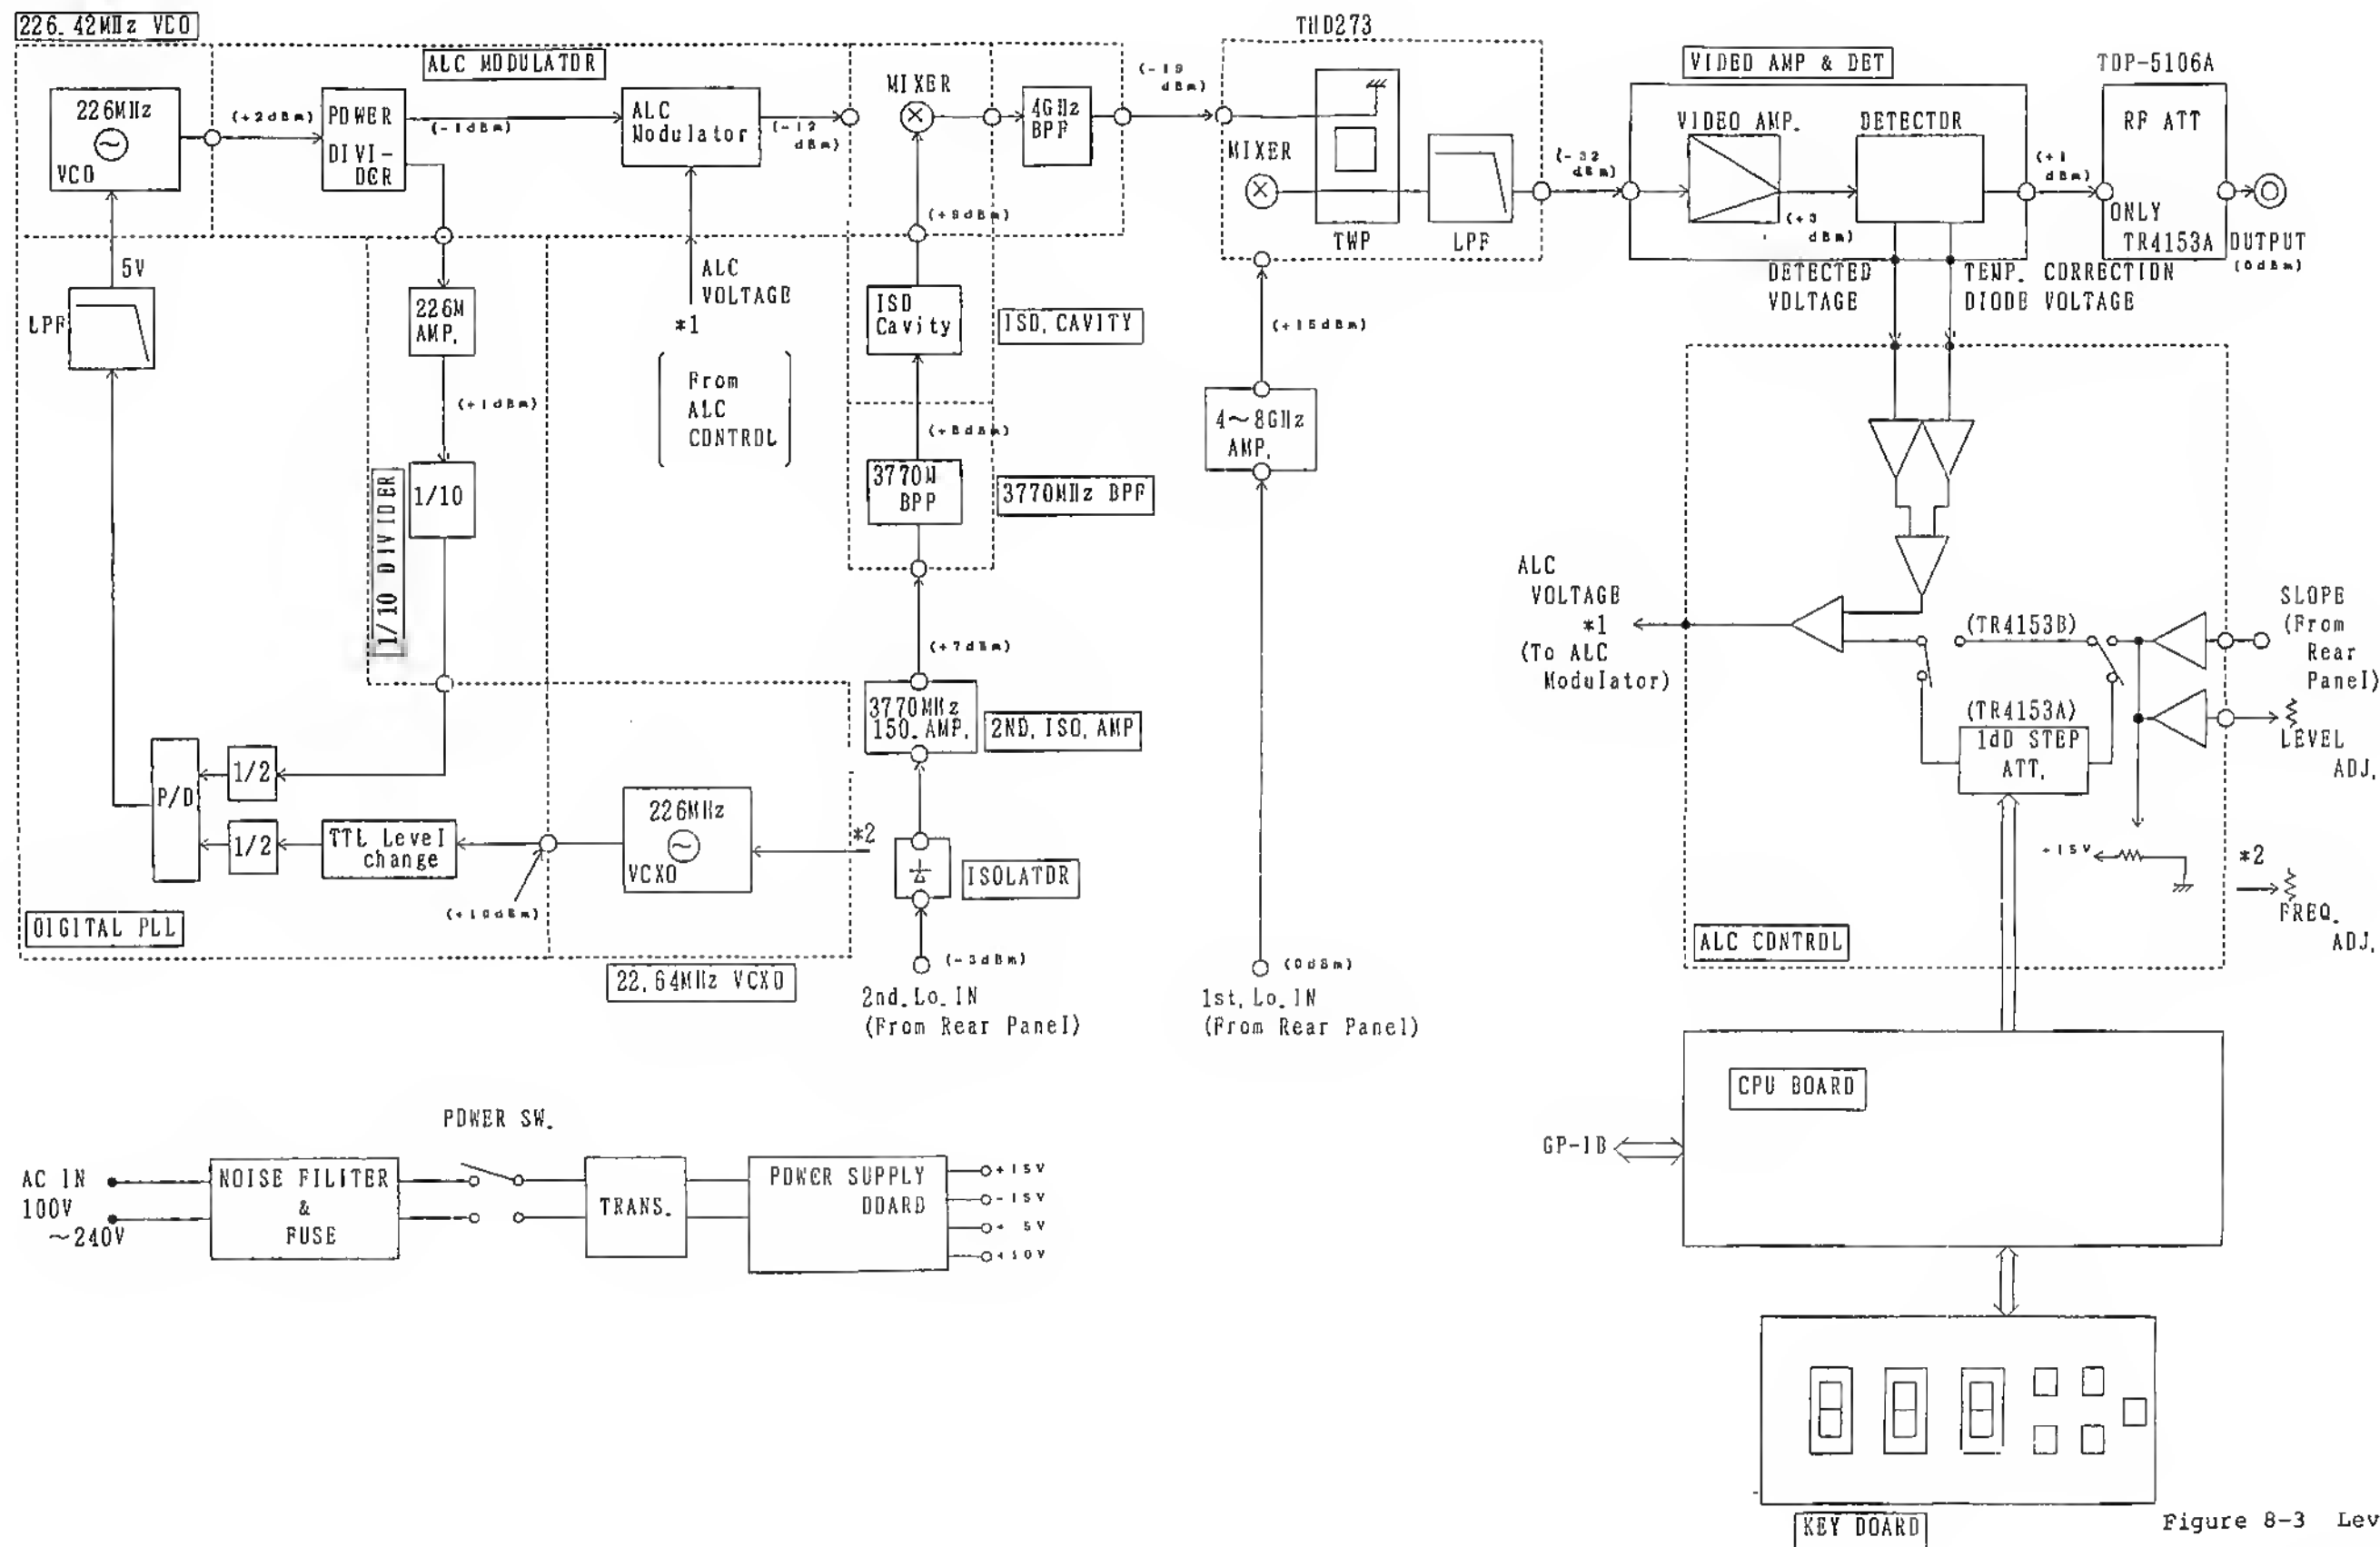 226.42MHz VCO
ALC MODULATOR
226MHz
VCO
(+2dBm)
POWER
DIVI-
DER
(-1dBm)
ALC
Modulator
(-12
dBm)
MIXER
4GHz
BPF
(-19
dBm)
THD273
MIXER
TWP
LPF
(-32
dBm)
VIDEO AMP & DET
VIDEO AMP.
(+3
dBm)
DETECTOR
(+1
dBm)
TOP-5106A
RF ATT
ONLY
TR4153A
OUTPUT
(0dBm)
5V
LPF
226M
AMP.
(+1dBm)
1/10
1/10 DIVIDER
ALC
VOLTAGE
*1
From
ALC
CONTROL
(+8dBm)
ISO
Cavity
ISO, CAVITY
(+8dBm)
3770M
BPF
3770MHz BPF
(+7dBm)
3770MHz
150. AMP.
2ND, ISO, AMP
ISOLATOR
(-3dBm)
2nd. Lo. IN
(From Rear Panel)
(+15dBm)
4~8GHz
AMP.
(0dBm)
1st, Lo. IN
(From Rear Panel)
P/D
1/2
1/2
TTL Level
change
(+10dBm)
226MHz
VCXO
*2
DIGITAL PLL
22.64MHz VCXO
DETECTED
VOLTAGE
TEMP. CORRECTION
DIODE VOLTAGE
ALC
VOLTAGE
*1
(To ALC
Modulator)
(TR4153B)
(TR4153A)
1dB STEP
ATT.
SLOPE
(From
Rear
Panel)
LEVEL
ADJ.
+15V
*2
FREQ.
ADJ.
ALC CONTROL
CPU BOARD
GP-IB
KEY BOARD
POWER SW.
AC IN
100V
~240V
NOISE FILITER
&
FUSE
TRANS.
POWER SUPPLY
BOARD
+15V
-15V
+ 5V
+10V
Figure 8-3 Lev